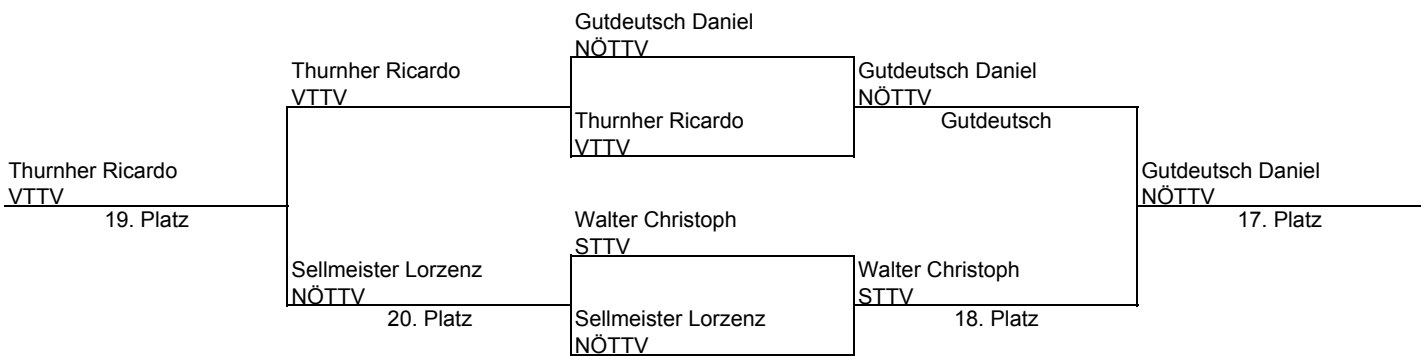 Gutdeutsch Daniel
NÖTTV
Thurnher Ricardo
VTTV
Gutdeutsch Daniel
NÖTTV
Thurnher Ricardo
VTTV
Gutdeutsch
Thurnher Ricardo
VTTV
19. Platz
Gutdeutsch Daniel
NÖTTV
17. Platz
Walter Christoph
STTV
Sellmeister Lorzenz
NÖTTV
20. Platz
Walter Christoph
STTV
18. Platz
Sellmeister Lorzenz
NÖTTV